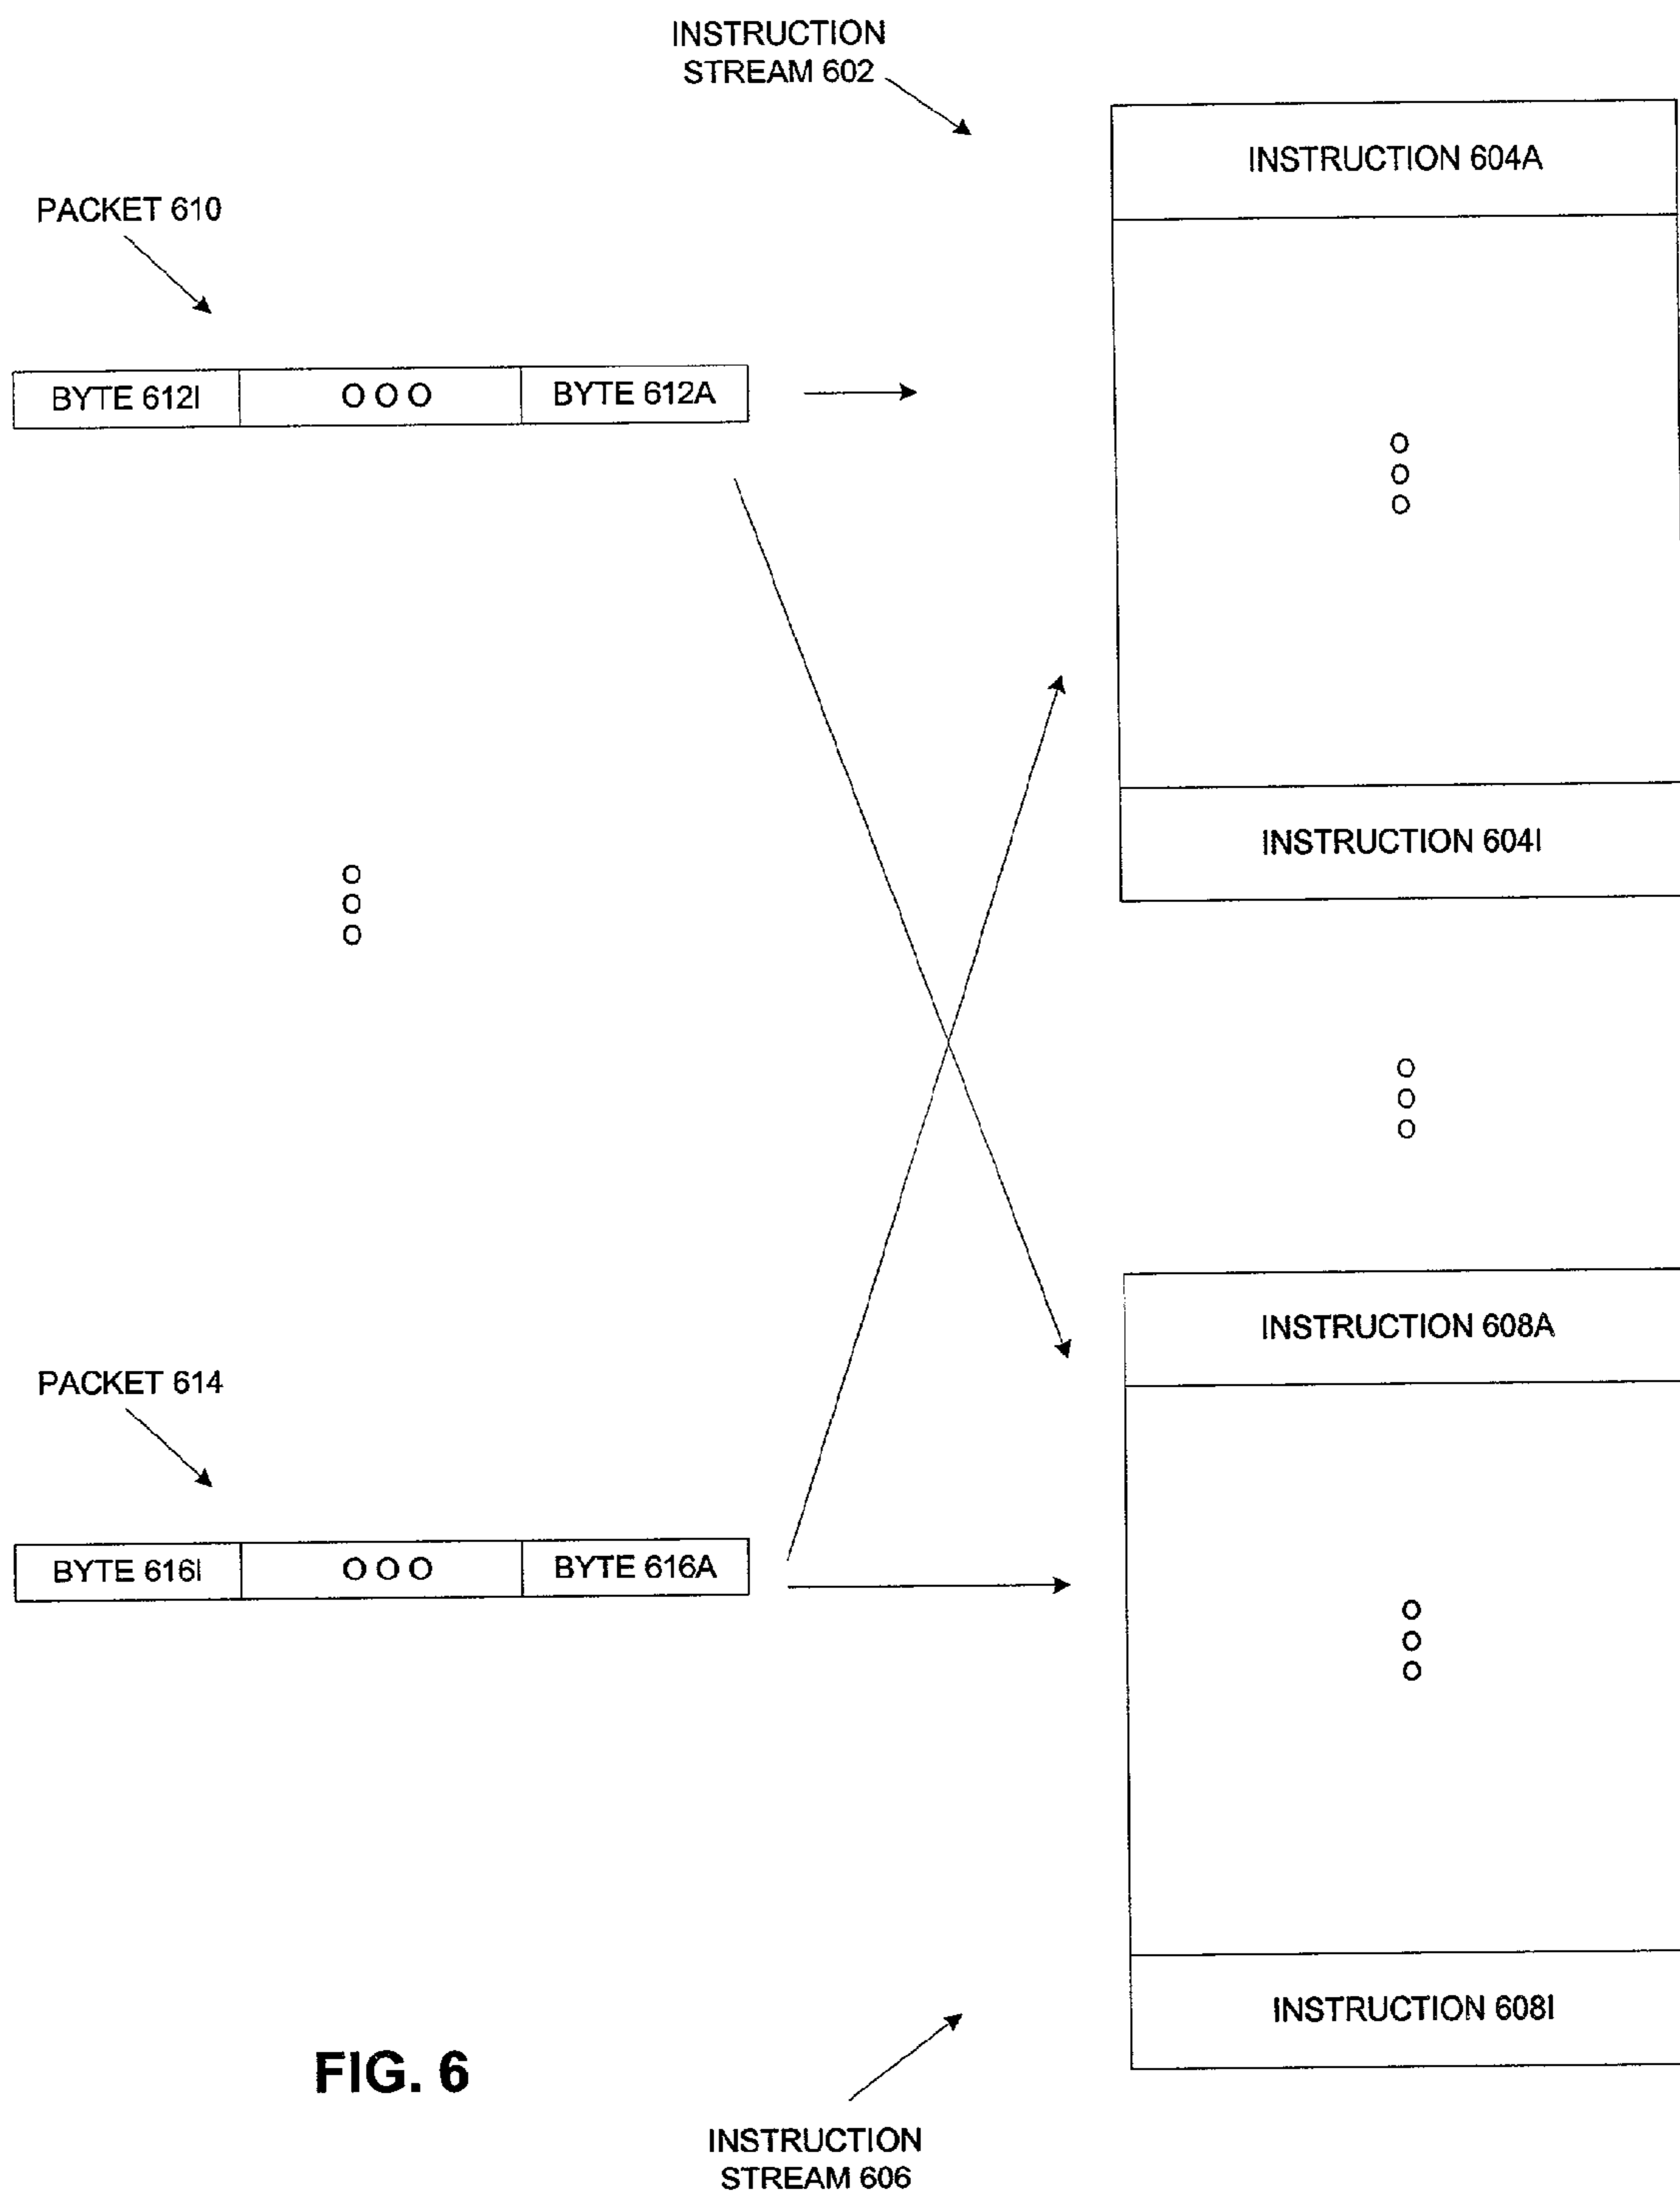 INSTRUCTION
STREAM 602
INSTRUCTION 604A
PACKET 610
BYTE 612I
O O O
BYTE 612A
O
O
O
INSTRUCTION 604I
O
O
O
O
O
O
INSTRUCTION 608A
PACKET 614
BYTE 616I
O O O
BYTE 616A
O
O
O
INSTRUCTION 608I
FIG. 6
INSTRUCTION
STREAM 606